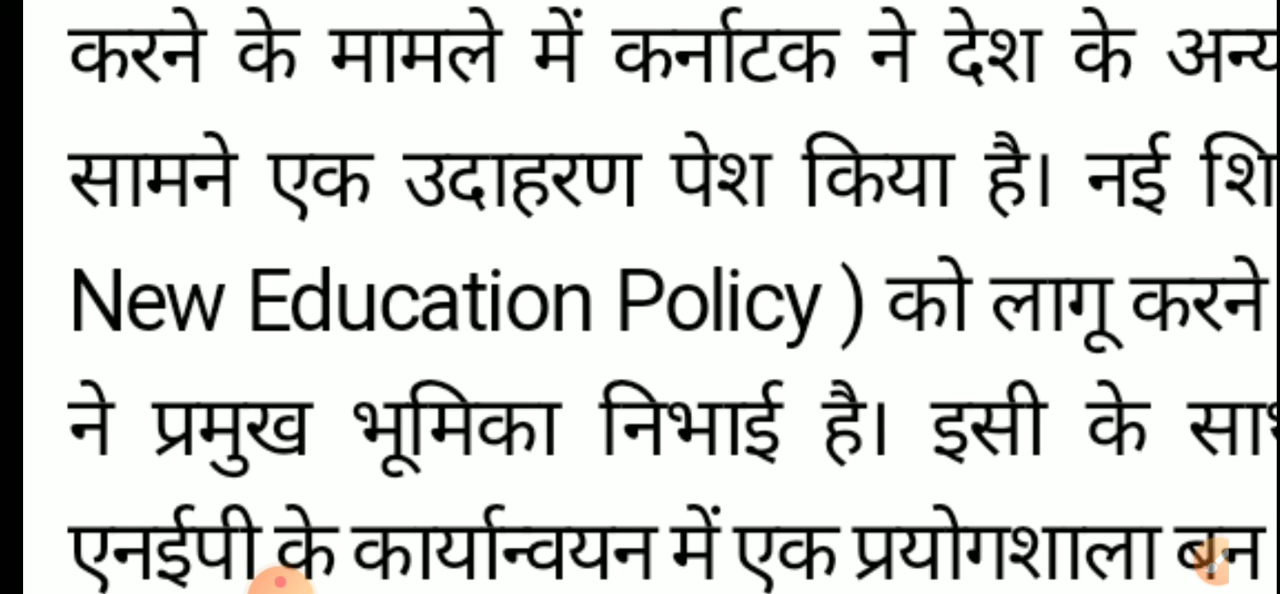 करने के मामले में कर्नाटक ने देश के अन्य
सामने एक उदाहरण पेश किया है। नई शि
New Education Policy ) को लागू करने
ने प्रमुख भूमिका निभाई है। इसी के
एनईपी के कार्यान्वयन में एक प्रयोगशाला बन